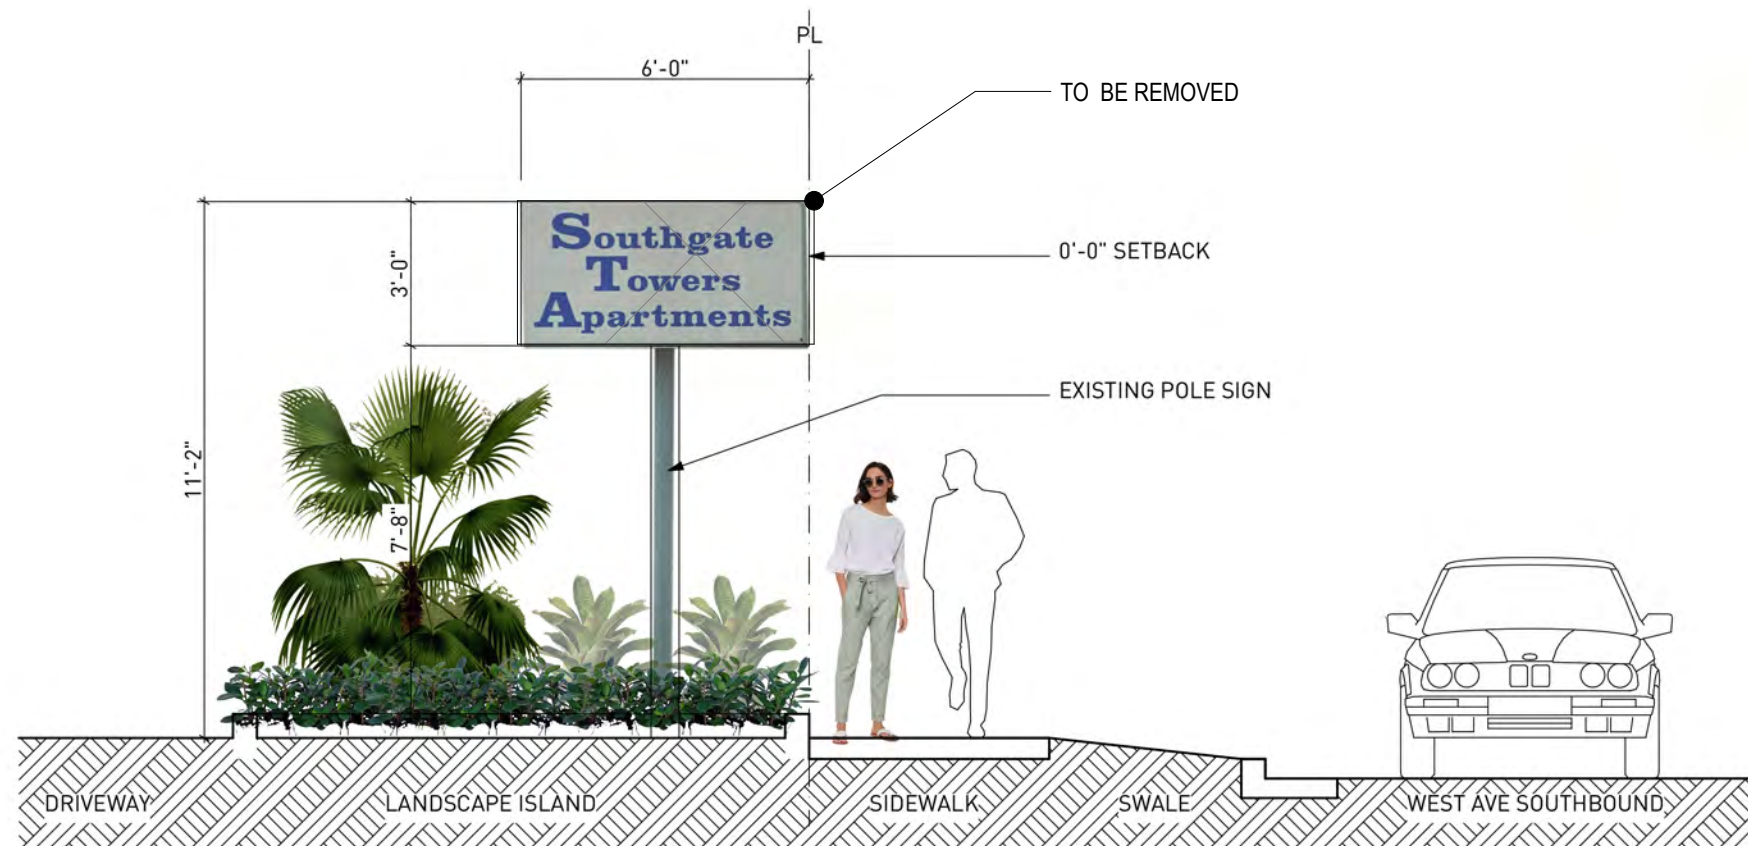 PL
6'-0"
TO BE REMOVED
Southgate
Towers
Apartments
0'-0" SETBACK
3'-0"
EXISTING POLE SIGN
11'-2"
7'-8"
DRIVEWAY
LANDSCAPE ISLAND
SIDEWALK
SWALE
WEST AVE SOUTHBOUND